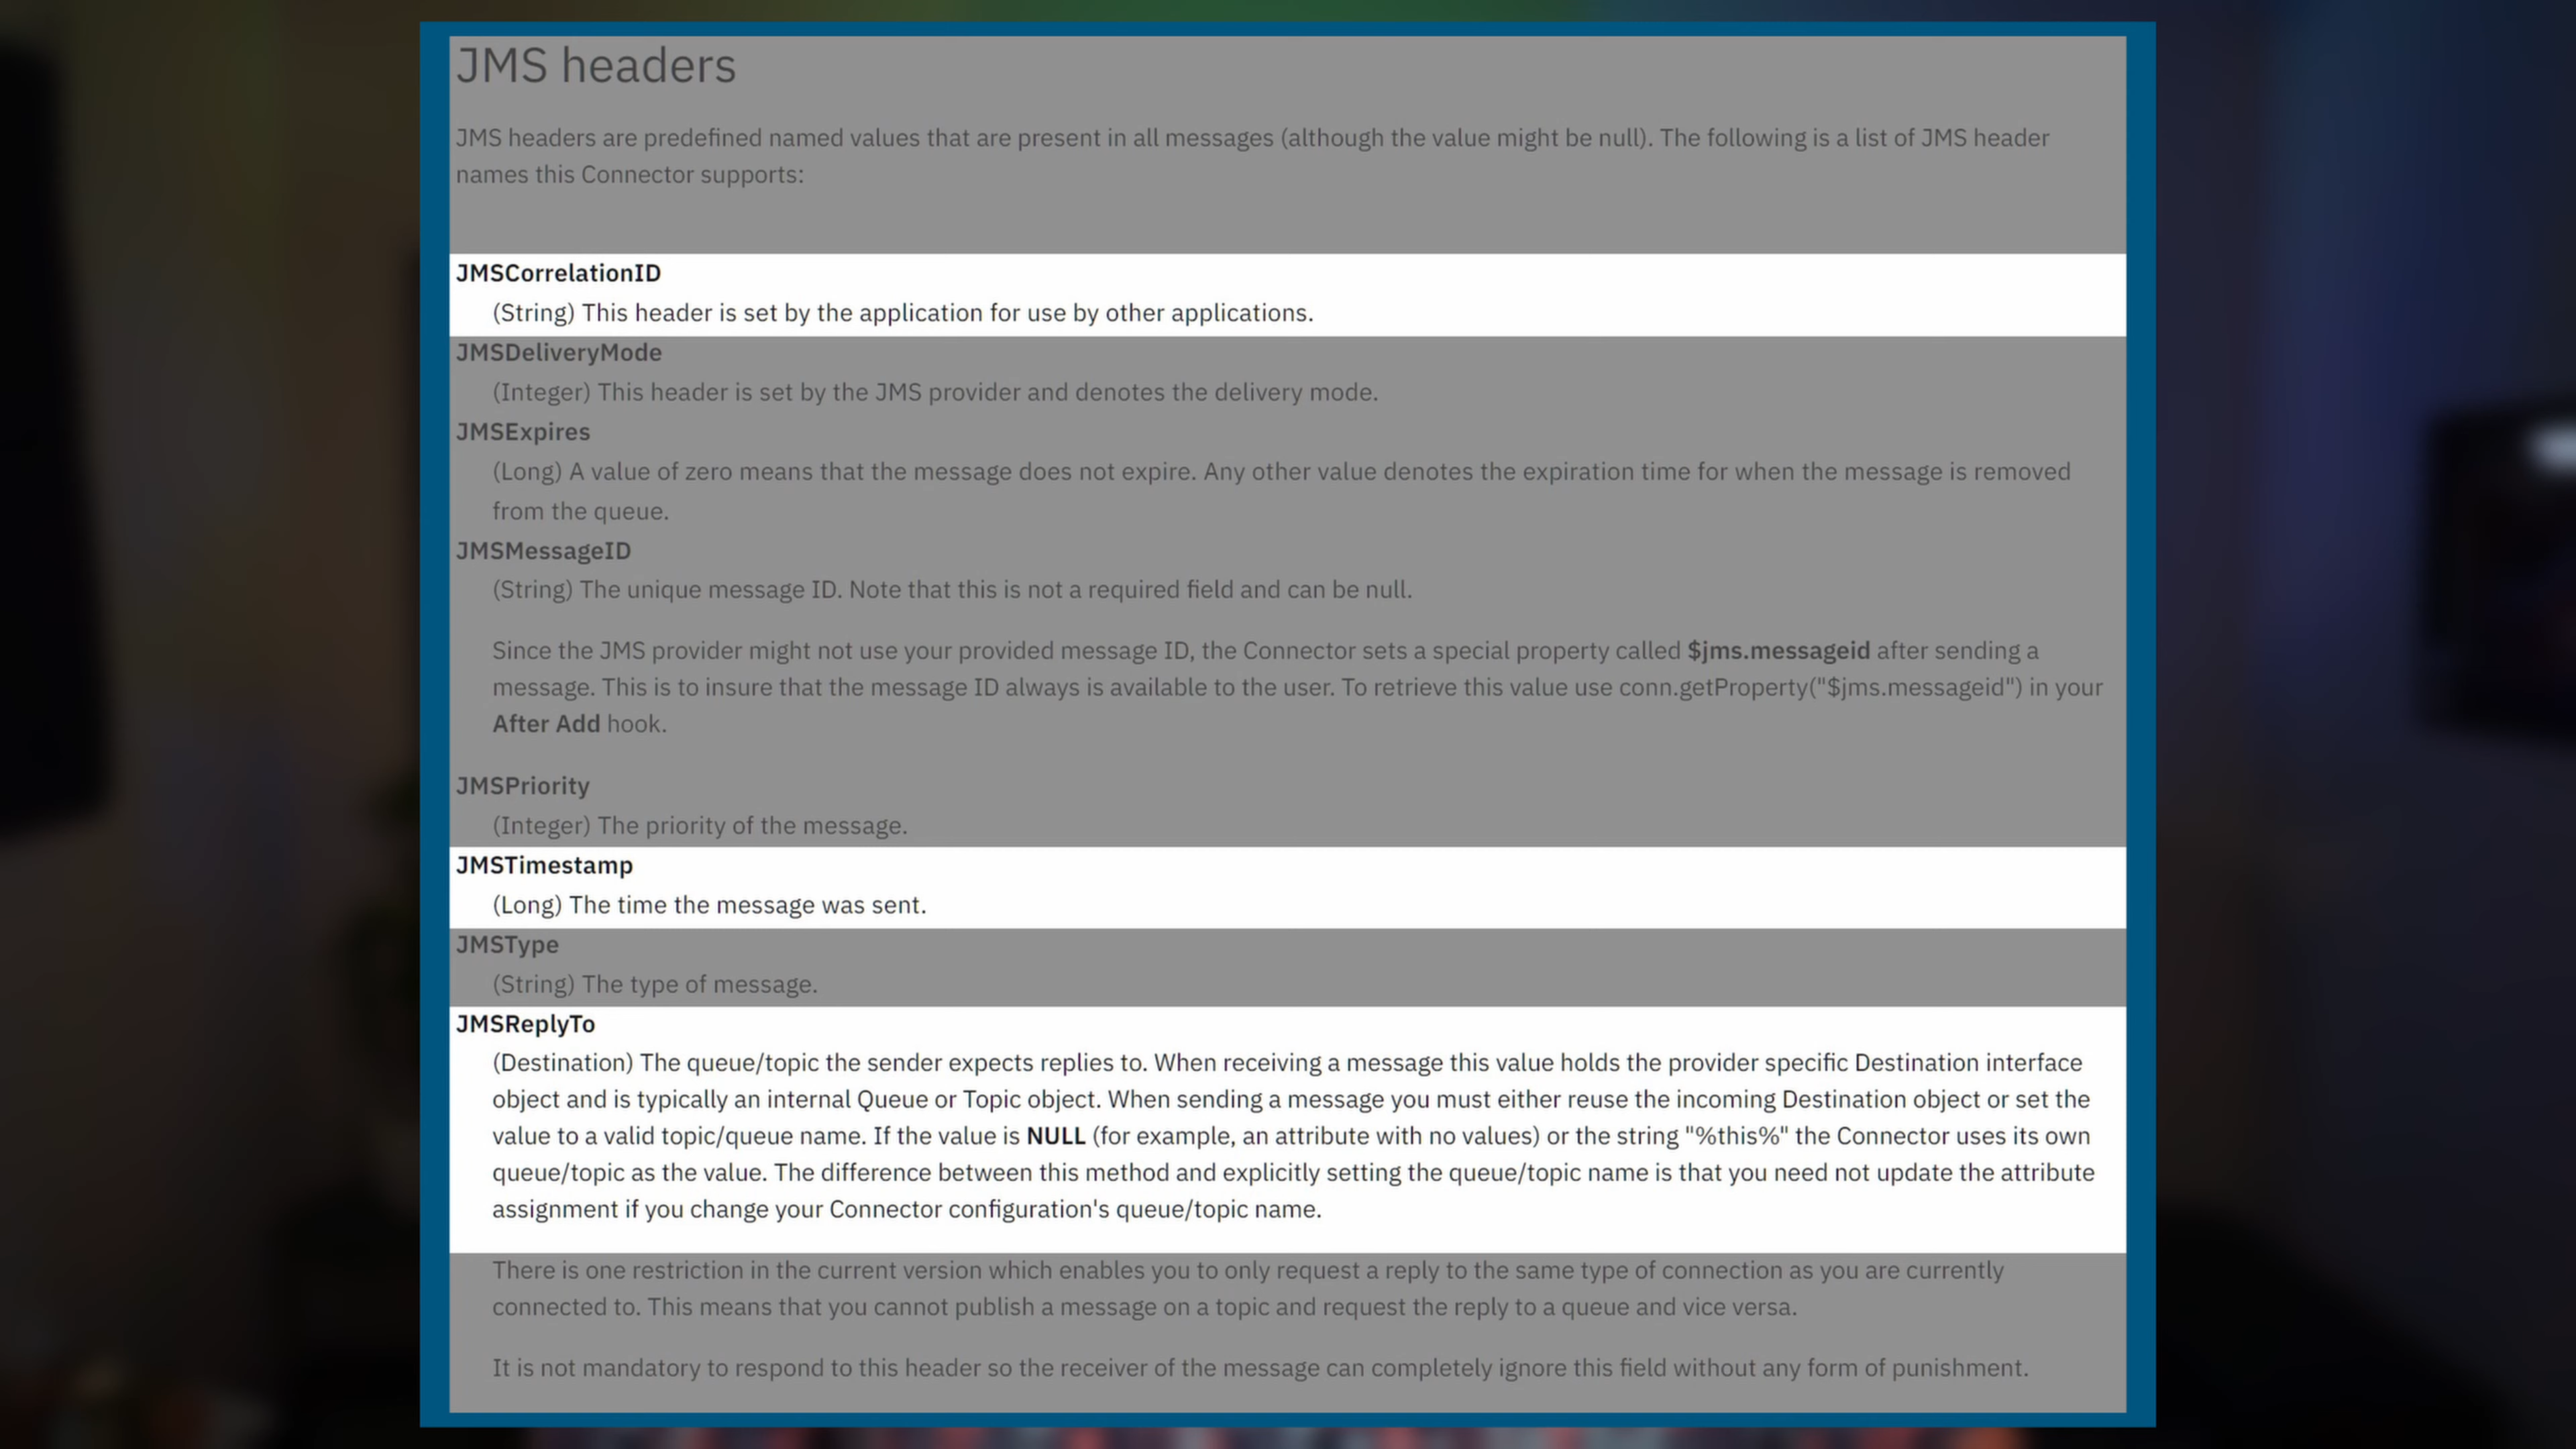 JMS headers
JMS headers are predefined named values that are present in all messages (although the value might be null). The following is a list of JMS header
names this Connector supports:
JMSCorrelationID
(String) This header is set by the application for use by other applications.
JMSDeliveryMode
(Integer) This header is set by the JMS provider and denotes the delivery mode.
JMSExpires
(Long) A value of zero means that the message does not expire. Any other value denotes the expiration time for when the message is removed
from the queue.
JMSMessageID
(String) The unique message ID. Note that this is not a required field and can be null.
Since the JMS provider might not use your provided message ID, the Connector sets a special property called $jms.messageid after sending a
message. This is to insure that the message ID always is available to the user. To retrieve this value use conn.getProperty("$jms.messageid") in your
After Add hook.
JMSPriority
(Integer) The priority of the message.
JMSTimestamp
(Long) The time the message was sent.
JMSType
(String) The type of message.
JMSReplyTo
(Destination) The queue/topic the sender expects replies to. When receiving a message this value holds the provider specific Destination interface
object and is typically an internal Queue or Topic object. When sending a message you must either reuse the incoming Destination object or set the
value to a valid topic/queue name. If the value is NULL (for example, an attribute with no values) or the string "%this%" the Connector uses its own
queue/topic as the value. The difference between this method and explicitly setting the queue/topic name is that you need not update the attribute
assignment if you change your Connector configuration's queue/topic name.
There is one restriction in the current version which enables you to only request a reply to the same type of connection as you are currently
connected to. This means that you cannot publish a message on a topic and request the reply to a queue and vice versa.
It is not mandatory to respond to this header so the receiver of the message can completely ignore this field without any form of punishment.